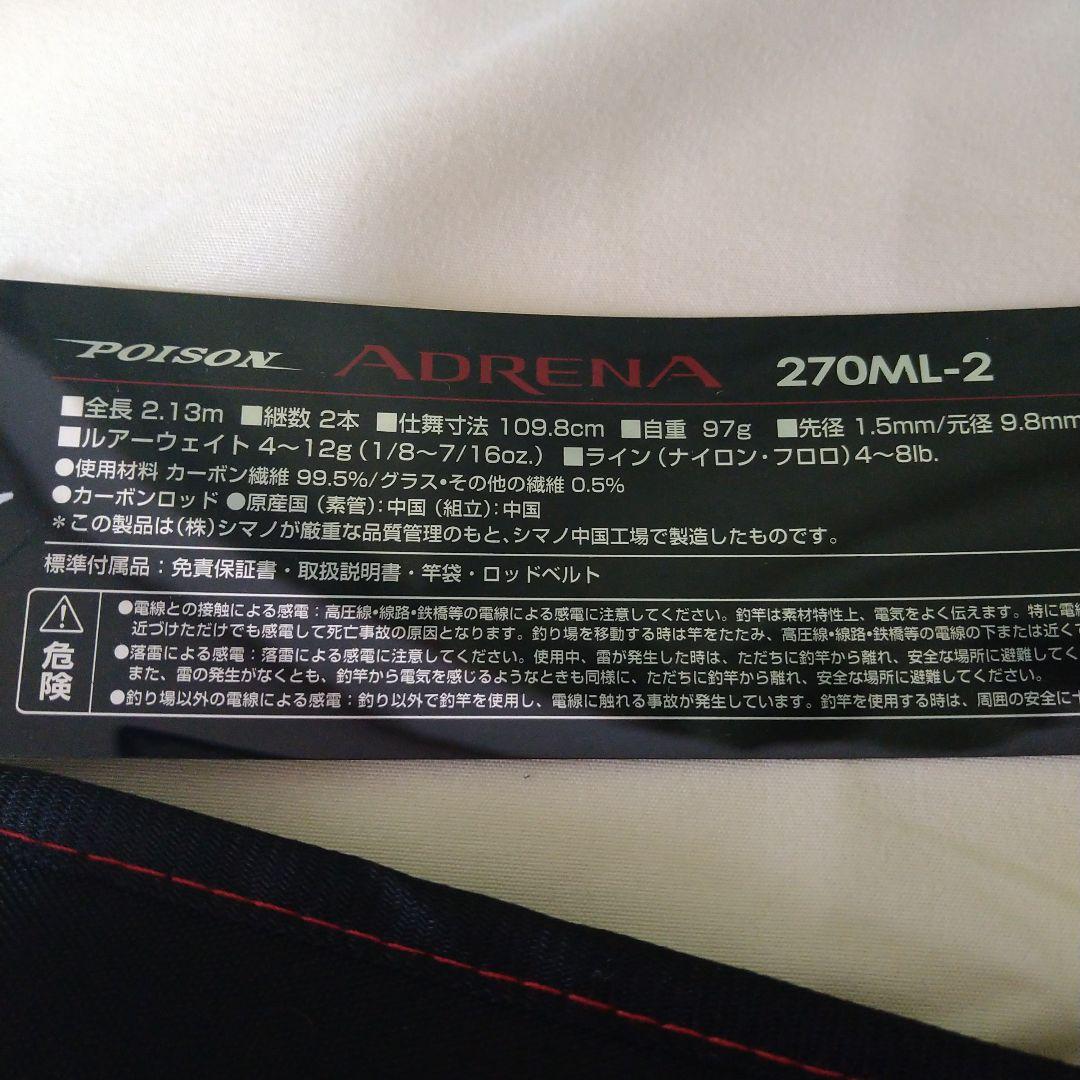 POISON ADRENA 270ML-2
■全長 2.13m ■継数 2本 ■仕舞寸法 109.8cm ■自重 97g ■先径 1.5mm/元径 9.8mm
■ルアーウェイト 4〜12g(1/8〜7/16oz.) ■ライン(ナイロン・フロロ)4〜8lb.
●使用材料 カーボン繊維 99.5%/グラス・その他の繊維 0.5%
●カーボンロッド ●原産国 (素管):中国 (組立):中国
*この製品は(株)シマノが厳重な品質管理のもと、シマノ中国工場で製造したものです。
標準付属品:免責保証書・取扱説明書・竿袋・ロッドベルト
危険
●電線との接触による感電:高圧線・線路・鉄橋等の電線による感電に注意してください。釣竿は素材特性上、電気をよく伝えます。特に電
近づけただけでも感電して死亡事故の原因となります。釣り場を移動する時は竿をたたみ、高圧線・線路・鉄橋等の電線の下または近く
●落雷による感電:落雷による感電に注意してください。使用中、雷が発生した時は、ただちに釣竿から離れ、安全な場所に避難してく
また、雷の発生がなくとも、釣竿から電気を感じるようなときも同様に、ただちに釣竿から離れ、安全な場所に避難してください。
●釣り場以外の電線による感電:釣り以外で釣竿を使用し、電線に触れる事故が発生しています。釣竿を使用する時は、周囲の安全に